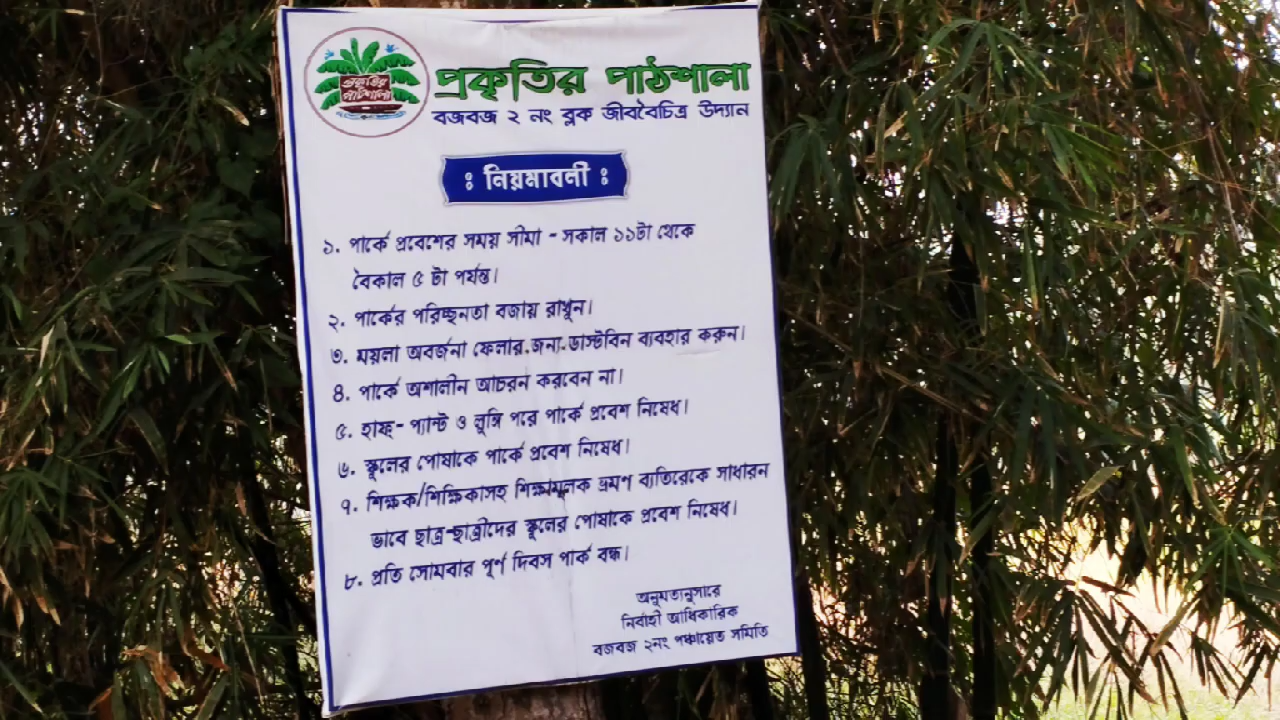 প্রকৃতির
পাঠশালা
প্রকৃতির পাঠশালা
বজবজ ২ নং ব্লক জীববৈচিত্র উদ্যান
: নিয়মাবলী :
১. পার্কে প্রবেশের সময় সীমা - সকাল ১১টা থেকে
বৈকাল ৫ টা পর্যন্ত।
২. পার্কের পরিচ্ছনতা বজায় রাখুন।
৩. ময়লা অবর্জনা ফেলার জন্য ডাস্টবিন ব্যবহার করুন।
৪. পার্কে অশালীন আচরন করবেন না।
৫. হাফ্- প্যান্ট ও লুঙ্গি পরে পার্কে প্রবেশ নিষেধ।
৬. স্কুলের পোষাকে পার্কে প্রবেশ নিষেধ।
৭. শিক্ষক/শিক্ষিকাসহ শিক্ষামূলক ভ্রমণ ব্যতিরেকে সাধারন
ভাবে ছাত্র-ছাত্রীদের স্কুলের পোষাকে প্রবেশ নিষেধ।
৮. প্রতি সোমবার পূর্ণ দিবস পার্ক বন্ধ।
অনুমত্যনুসারে
নির্বাহী আধিকারিক
বজবজ ২নং পঞ্চায়েত সমিতি